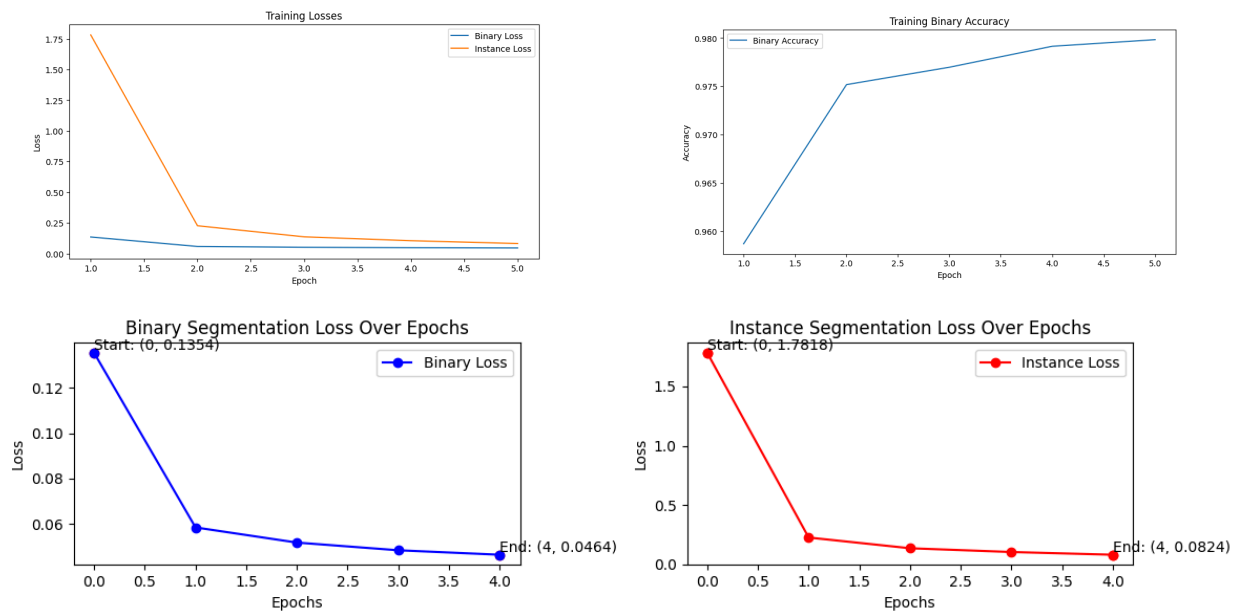 Training Losses
Binary Loss
Instance Loss
1.75
1.50
1.25
1.00
0.75
0.50
0.25
0.00
Loss
1.0 1.5 2.0 2.5 3.0 3.5 4.0 4.5 5.0
Epoch
Training Binary Accuracy
Binary Accuracy
0.980
0.975
0.970
0.965
0.960
Accuracy
1.0 1.5 2.0 2.5 3.0 3.5 4.0 4.5 5.0
Epoch
Binary Segmentation Loss Over Epochs
Start: (0, 0.1354)
Binary Loss
0.12
0.10
0.08
0.06
Loss
End: (4, 0.0464)
0.0 0.5 1.0 1.5 2.0 2.5 3.0 3.5 4.0
Epochs
Instance Segmentation Loss Over Epochs
Start: (0, 1.7818)
Instance Loss
1.5
1.0
0.5
0.0
Loss
End: (4, 0.0824)
0.0 0.5 1.0 1.5 2.0 2.5 3.0 3.5 4.0
Epochs